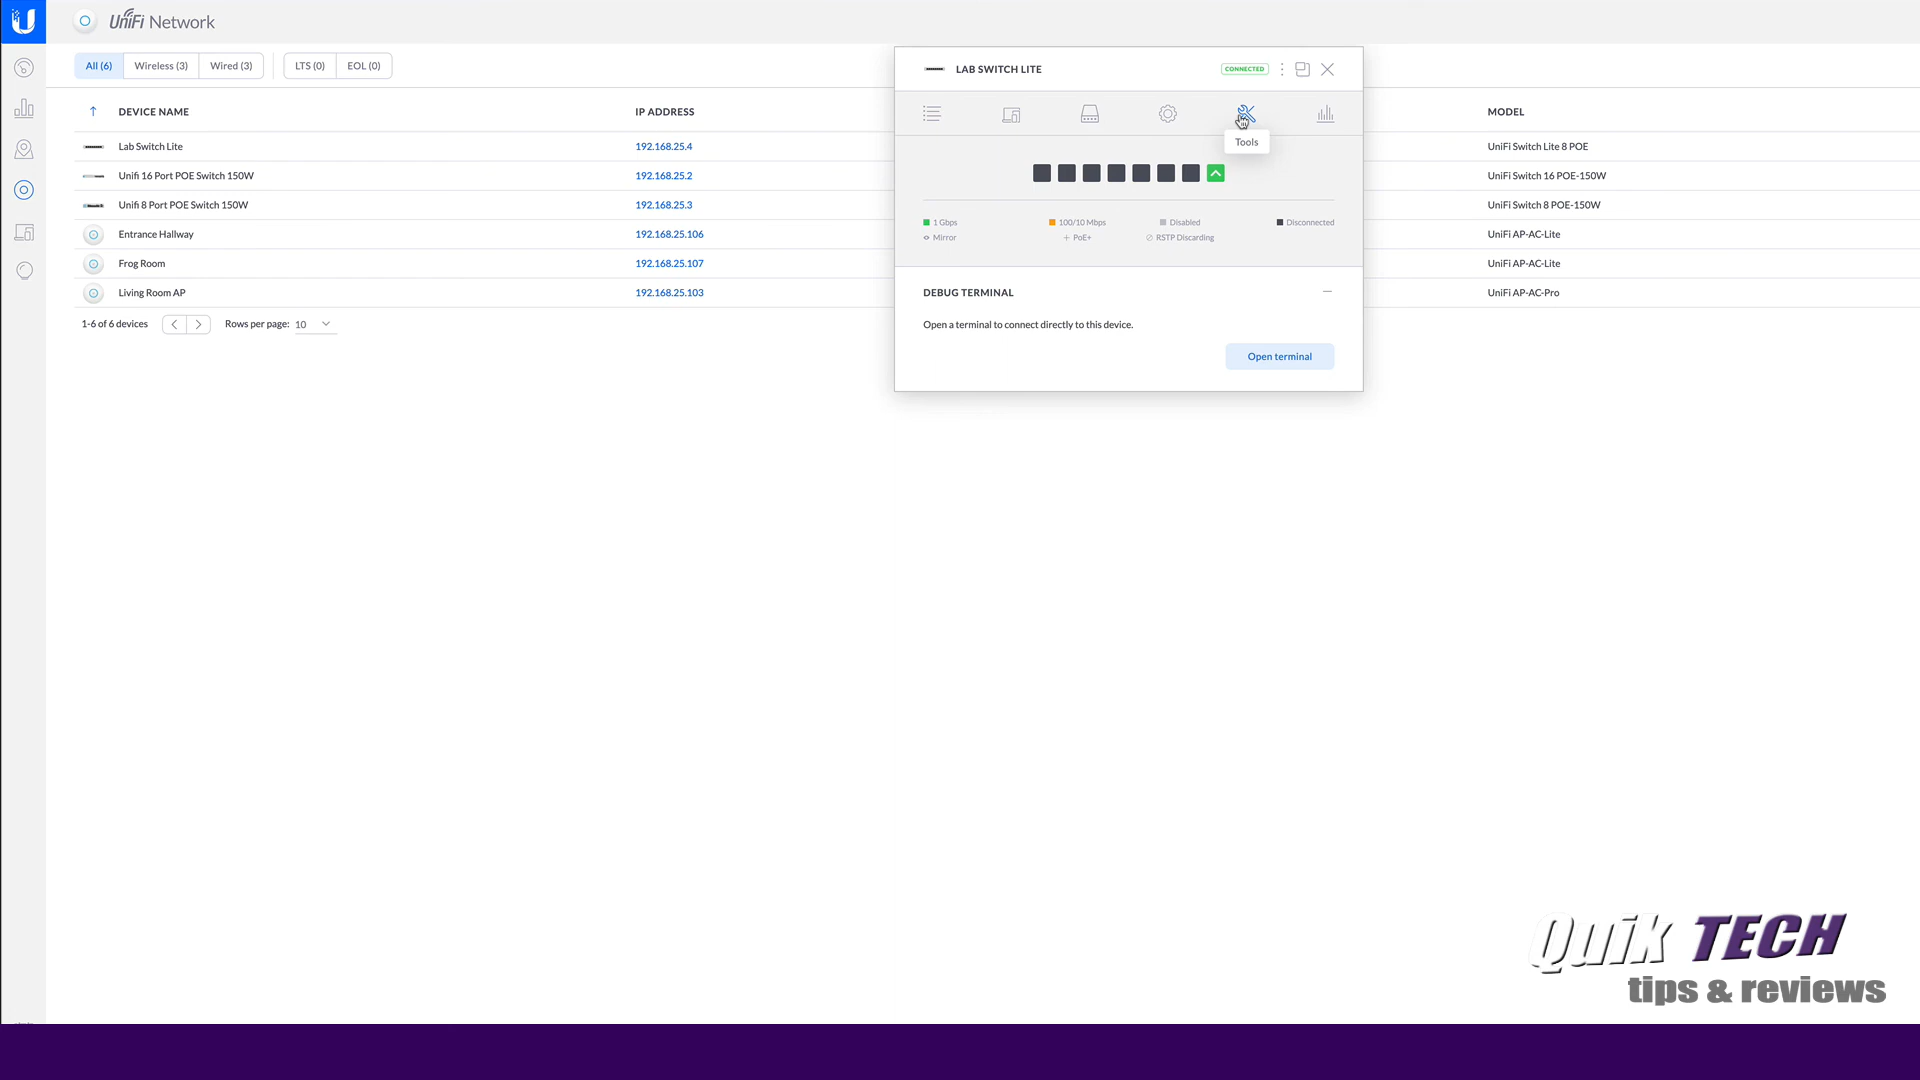 UniFi Network
All (6) Wireless (3) Wired (3) LTS (0) EOL (0)
DEVICE NAME IP ADDRESS MODEL
Lab Switch Lite 192.168.25.4 UniFi Switch Lite 8 POE
Unifi 16 Port POE Switch 150W 192.168.25.2 UniFi Switch 16 POE-150W
Unifi 8 Port POE Switch 150W 192.168.25.3 UniFi Switch 8 POE-150W
Entrance Hallway 192.168.25.106 UniFi AP-AC-Lite
Frog Room 192.168.25.107 UniFi AP-AC-Lite
Living Room AP 192.168.25.103 UniFi AP-AC-Pro
1-6 of 6 devices Rows per page: 10
LAB SWITCH LITE CONNECTED
Tools
1 Gbps 100/10 Mbps Disabled Disconnected
Mirror PoE+ RSTP Discarding
DEBUG TERMINAL
Open a terminal to connect directly to this device.
Open terminal
Quik TECH
tips & reviews